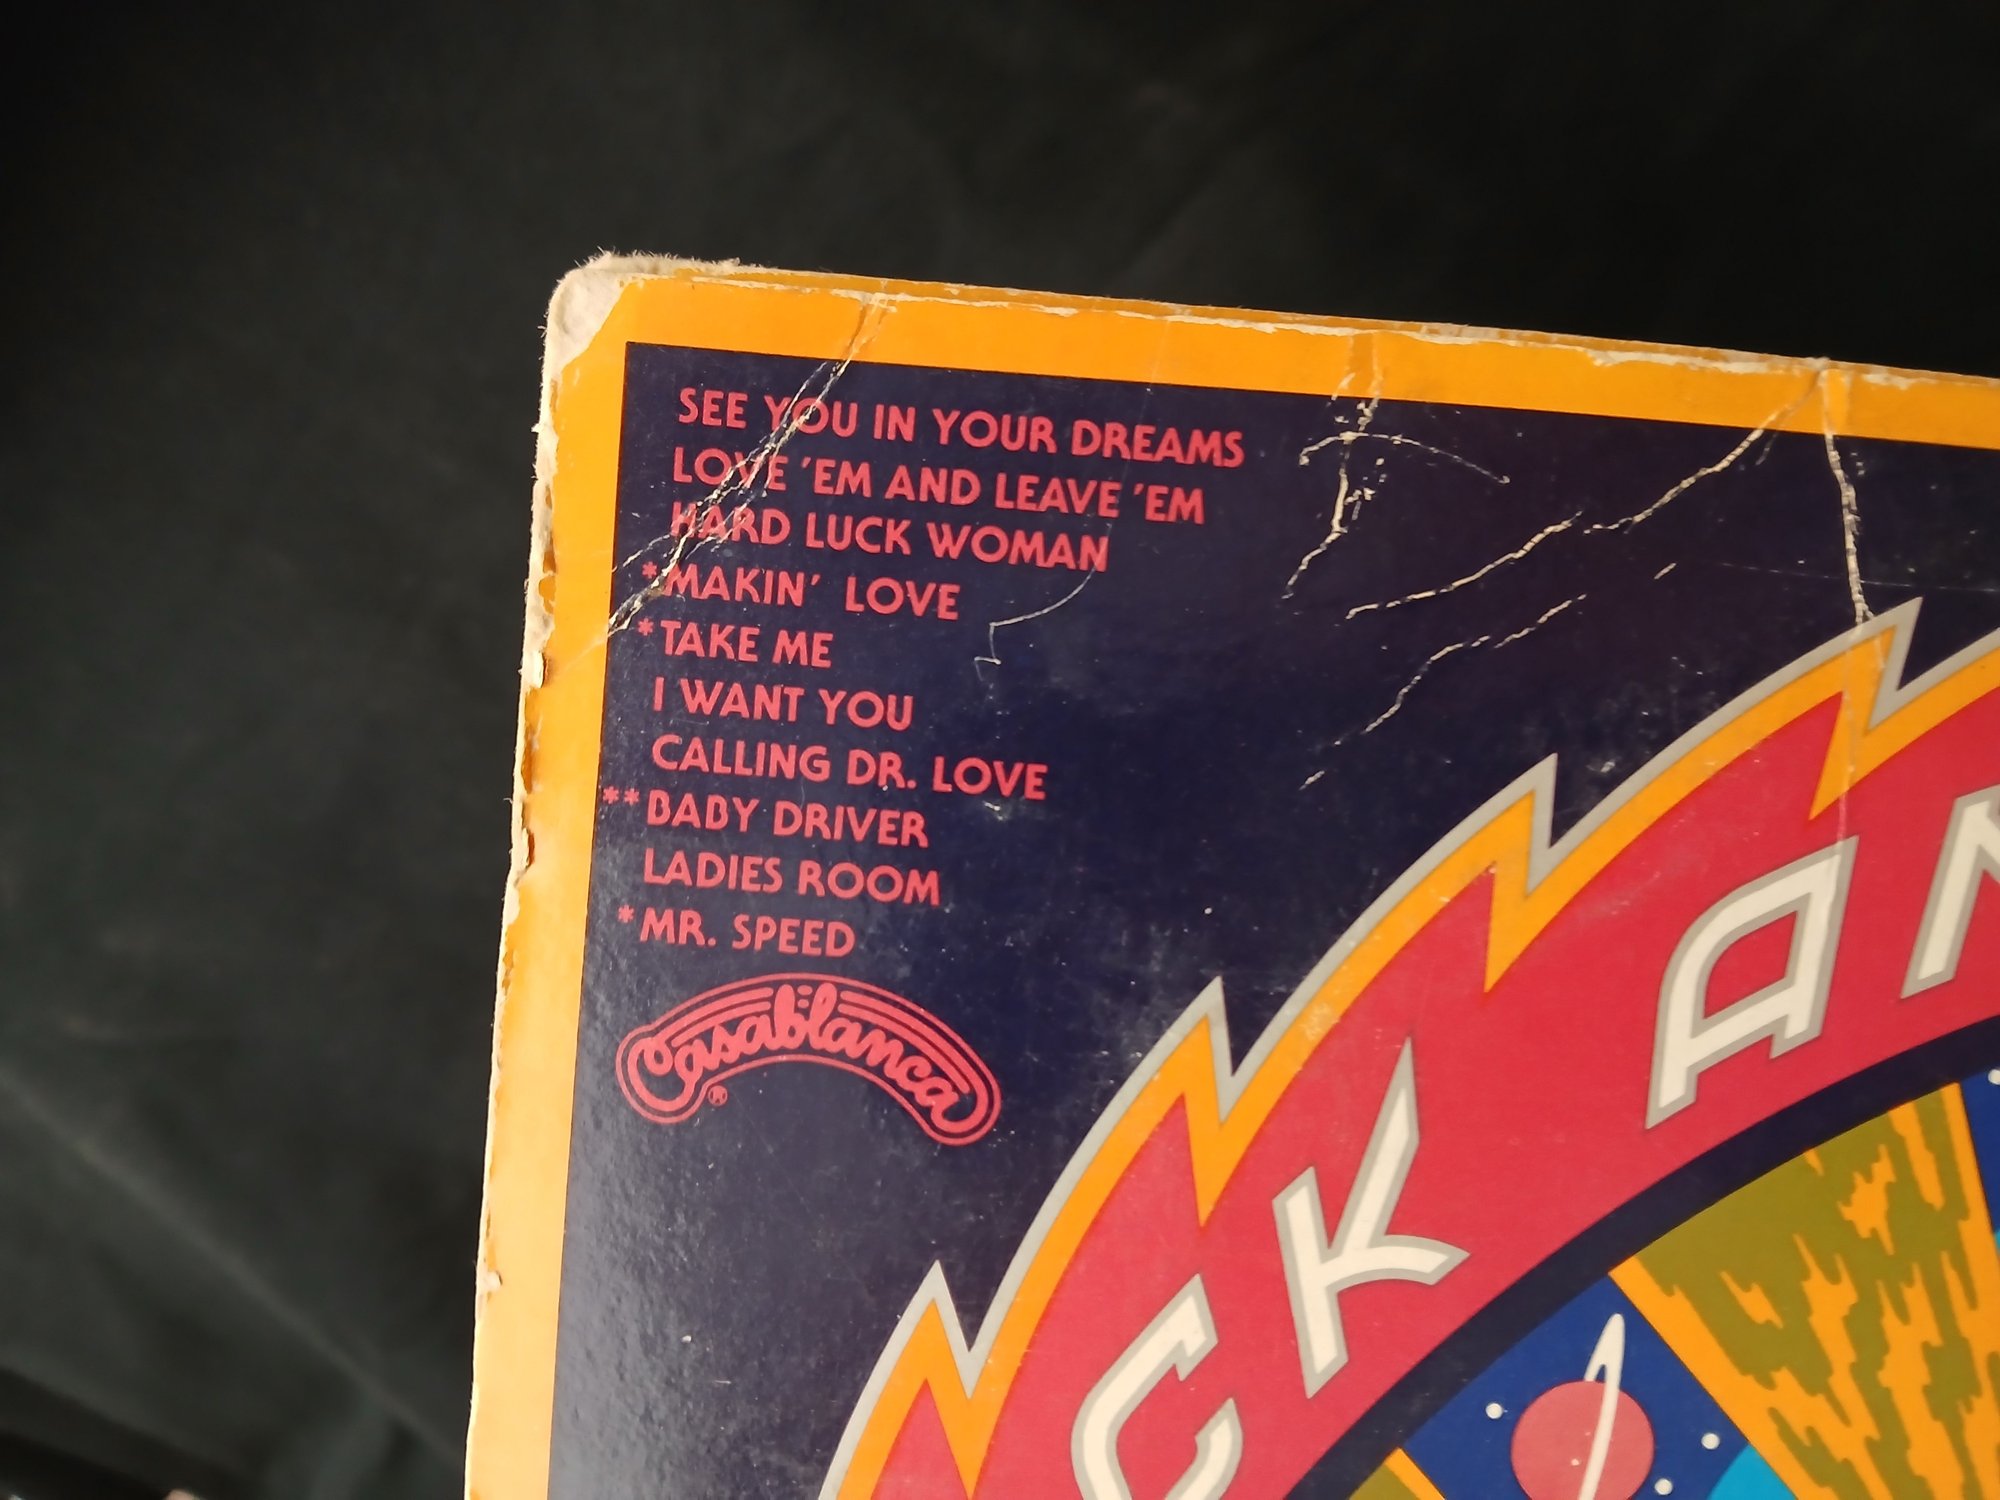 SEE YOU IN YOUR DREAMS
LOVE 'EM AND LEAVE 'EM
HARD LUCK WOMAN
*MAKIN' LOVE
*TAKE ME
I WANT YOU
CALLING DR. LOVE
**BABY DRIVER
LADIES ROOM
*MR. SPEED
Casablanca ®
CK AN